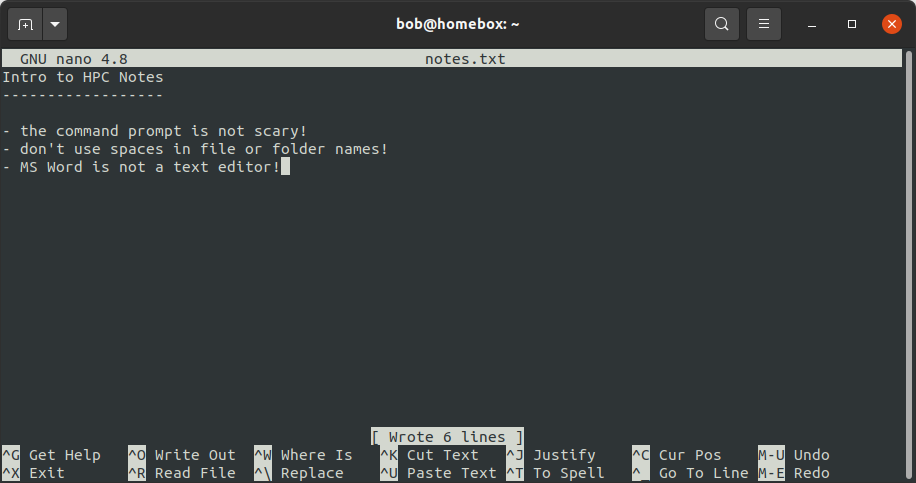 bob@homebox: ~
GNU nano 4.8 notes.txt
Intro to HPC Notes
------------------
- the command prompt is not scary!
- don't use spaces in file or folder names!
- MS Word is not a text editor!
[ Wrote 6 lines ]
^G Get Help ^O Write Out ^W Where Is ^K Cut Text ^J Justify ^C Cur Pos M-U Undo
^X Exit ^R Read File ^\ Replace ^U Paste Text ^T To Spell ^_ Go To Line M-E Redo